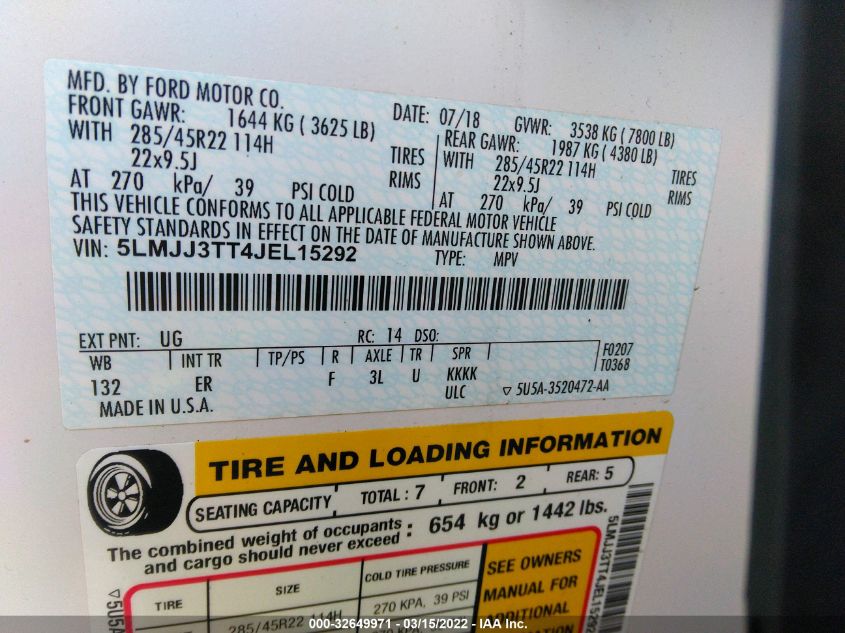 MFD. BY FORD MOTOR CO.
DATE: 07/18 GVWR: 3538 KG ( 7800 LB)
FRONT GAWR: 1644 KG ( 3625 LB)
REAR GAWR: 1987 KG ( 4380 LB)
WITH 285/45R22 114H TIRES
WITH 285/45R22 114H TIRES
22x9.5J RIMS
22x9.5J RIMS
AT 270 kPa/ 39 PSI COLD
AT 270 kPa/ 39 PSI COLD
THIS VEHICLE CONFORMS TO ALL APPLICABLE FEDERAL MOTOR VEHICLE
SAFETY STANDARDS IN EFFECT ON THE DATE OF MANUFACTURE SHOWN ABOVE.
VIN: 5LMJJ3TT4JEL15292
TYPE: MPV
EXT PNT: UG RC: 14 DSO:
WB INT TR TP/PS R AXLE TR SPR
F0207
T0368
132 ER F 3L U KKKK
ULC ▽ 5U5A-3520472-AA
MADE IN U.S.A.
TIRE AND LOADING INFORMATION
SEATING CAPACITY TOTAL : 7 FRONT: 2 REAR: 5
The combined weight of occupants
and cargo should never exceed : 654 kg or 1442 lbs.
TIRE SIZE COLD TIRE PRESSURE
285/45R22 114H 270 KPA, 39 PSI
SEE OWNERS
MANUAL FOR
ADDITIONAL
▽5U5A
5LMJJ3TT4JEL15292
000-32649971 - 03/15/2022 - IAA Inc.